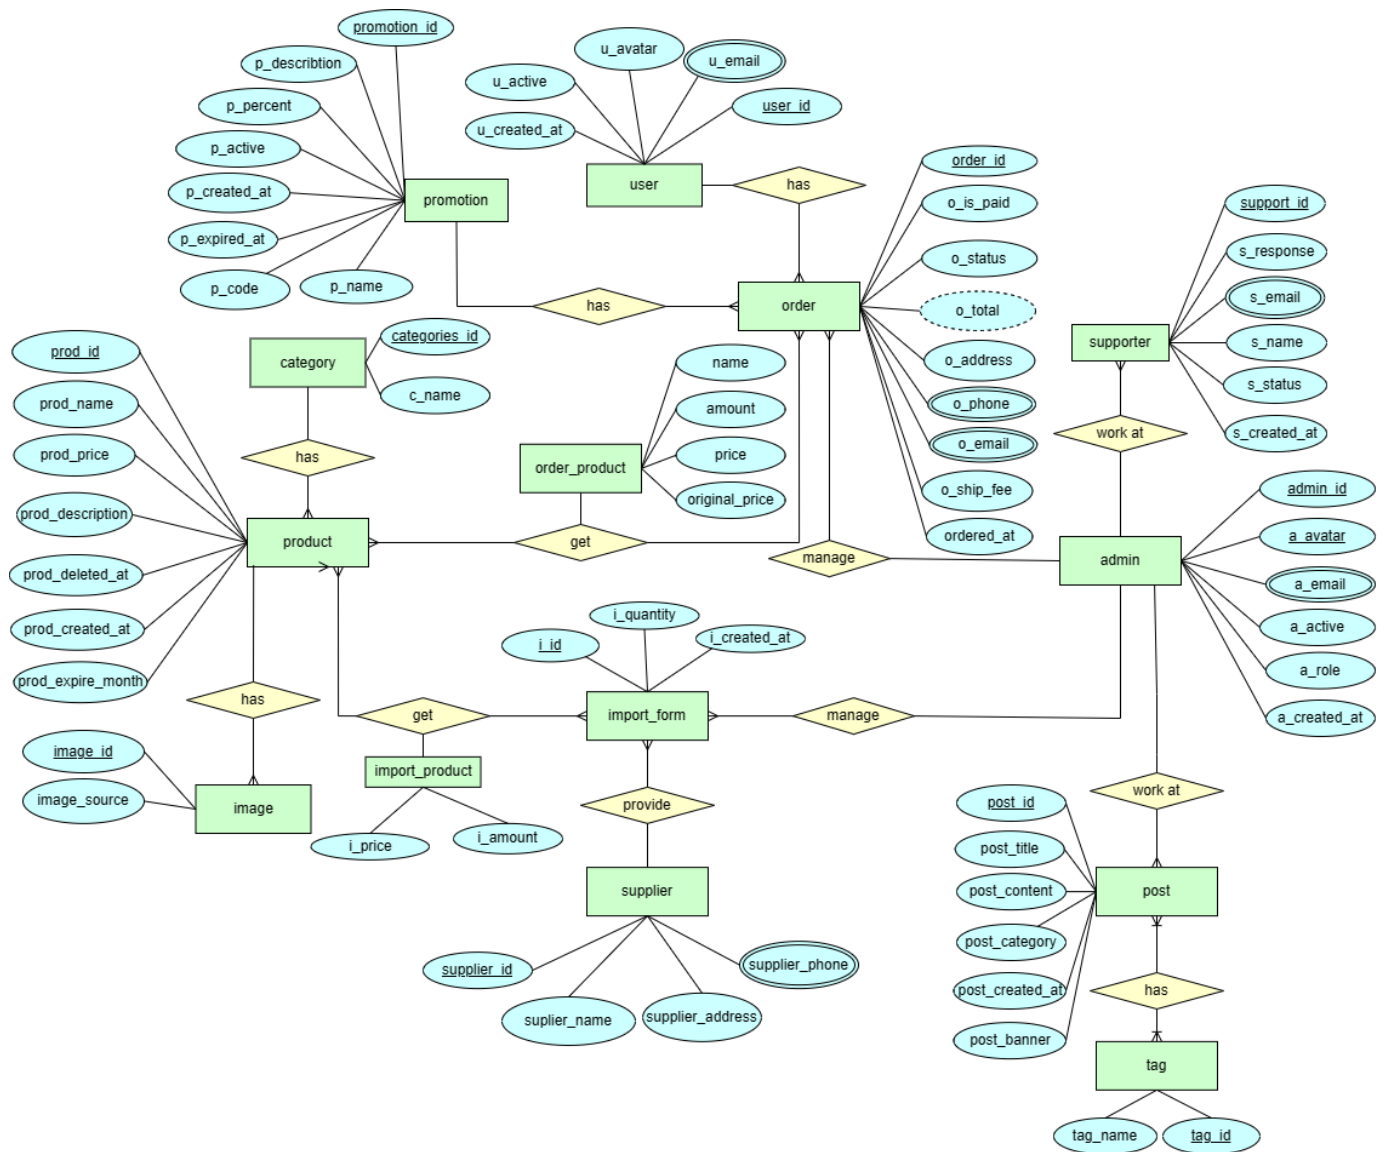 promotion_id
p_describtion
p_percent
p_active
p_created_at
p_expired_at
p_code
p_name
promotion
u_avatar
u_email
u_active
user_id
u_created_at
user
has
order_id
o_is_paid
o_status
o_total
o_address
o_phone
o_email
o_ship_fee
ordered_at
order
has
support_id
s_response
s_email
s_name
s_status
s_created_at
supporter
work at
categories_id
c_name
category
has
prod_id
prod_name
prod_price
prod_description
prod_deleted_at
prod_created_at
prod_expire_month
product
name
amount
price
original_price
order_product
get
manage
admin_id
a_avatar
a_email
a_active
a_role
a_created_at
admin
i_quantity
i_id
i_created_at
import_form
manage
get
import_product
i_price
i_amount
has
image_id
image_source
image
provide
supplier
supplier_id
suplier_name
supplier_address
supplier_phone
work at
post_id
post_title
post_content
post_category
post_created_at
post_banner
post
has
tag
tag_name
tag_id